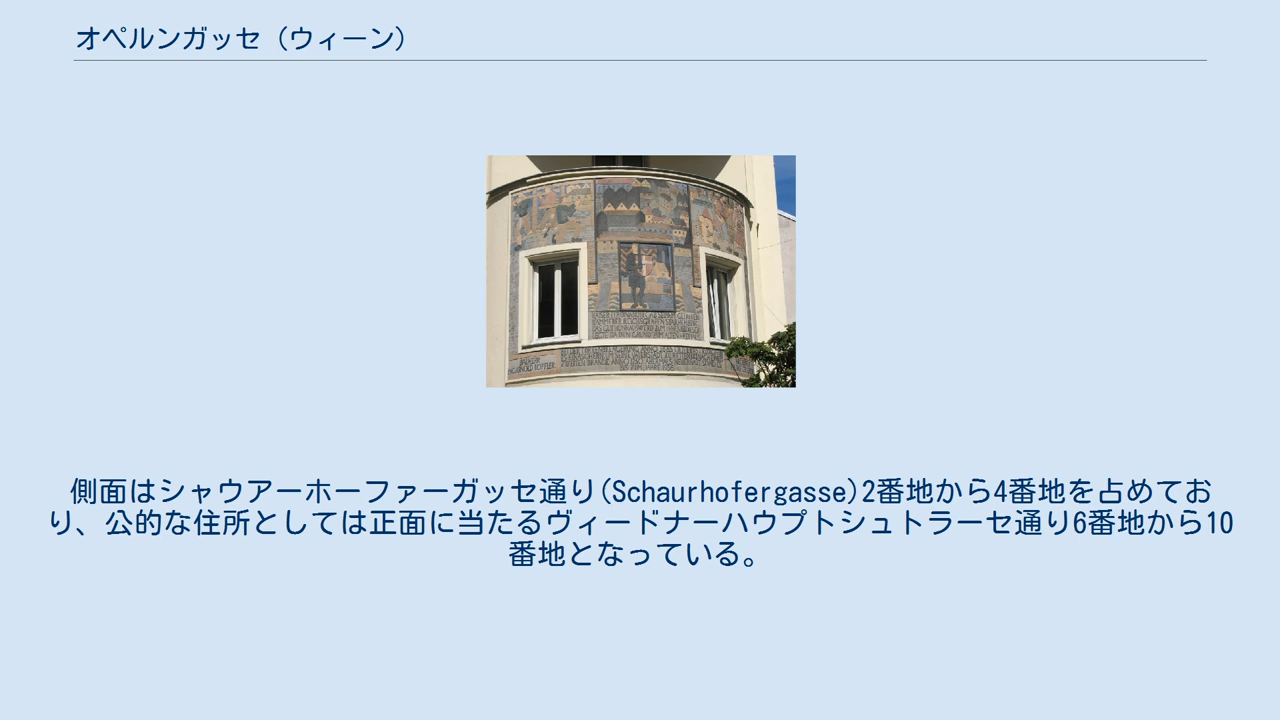 オペルンガッセ（ウィーン）
側面はシャウアーホーファーガッセ通り(Schaurhofergasse)2番地から4番地を占めてお
り、公的な住所としては正面に当たるヴィードナーハウプトシュトラーセ通り6番地から10
番地となっている。